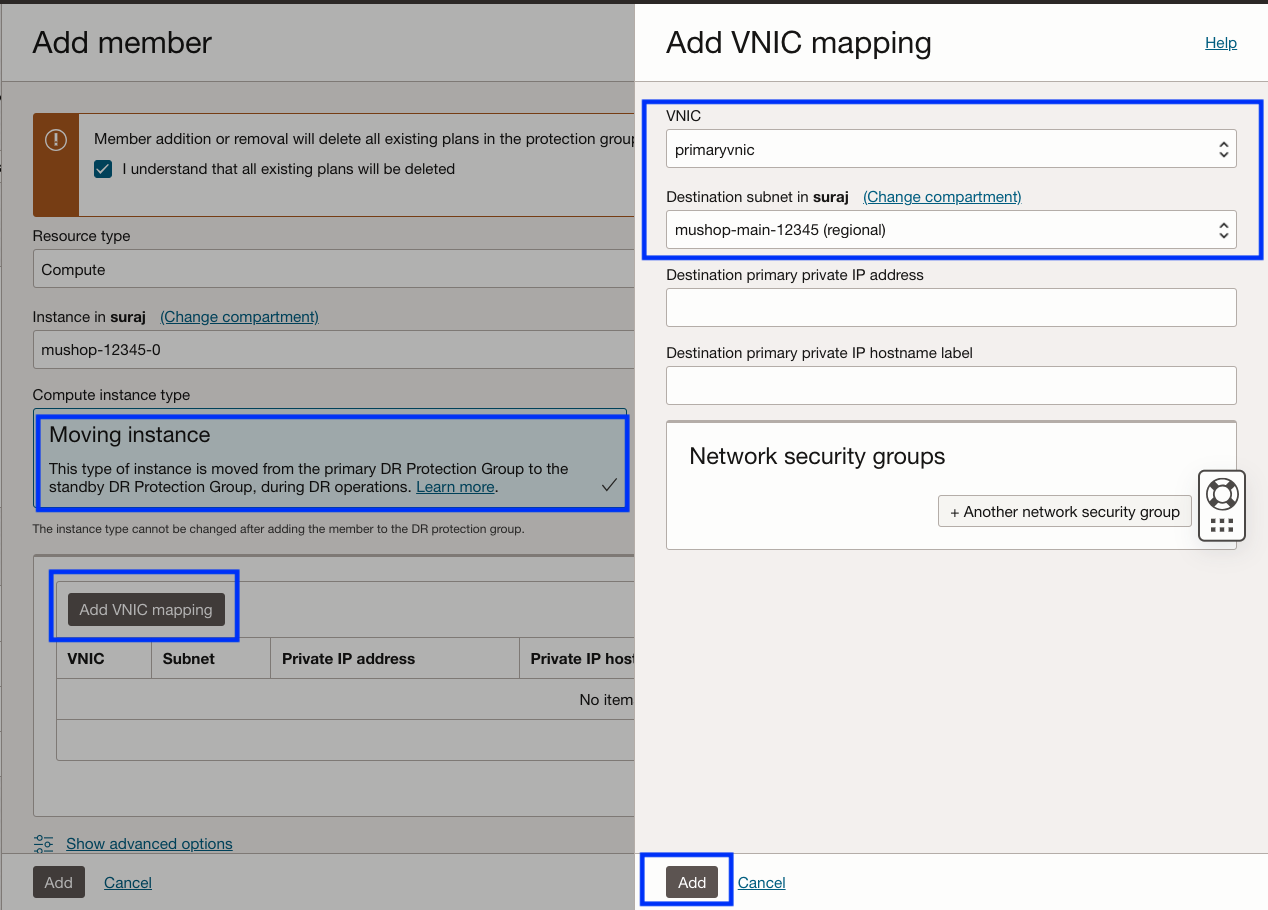 Add member
Member addition or removal will delete all existing plans in the protection group
I understand that all existing plans will be deleted
Resource type
Compute
Instance in suraj (Change compartment)
mushop-12345-0
Compute instance type
Moving instance
This type of instance is moved from the primary DR Protection Group to the
standby DR Protection Group, during DR operations. Learn more.
The instance type cannot be changed after adding the member to the DR protection group.
Add VNIC mapping
VNIC Subnet Private IP address Private IP host
No item
Show advanced options
Add Cancel
Add VNIC mapping
Help
VNIC
primaryvnic
Destination subnet in suraj (Change compartment)
mushop-main-12345 (regional)
Destination primary private IP address
Destination primary private IP hostname label
Network security groups
+ Another network security group
Add Cancel